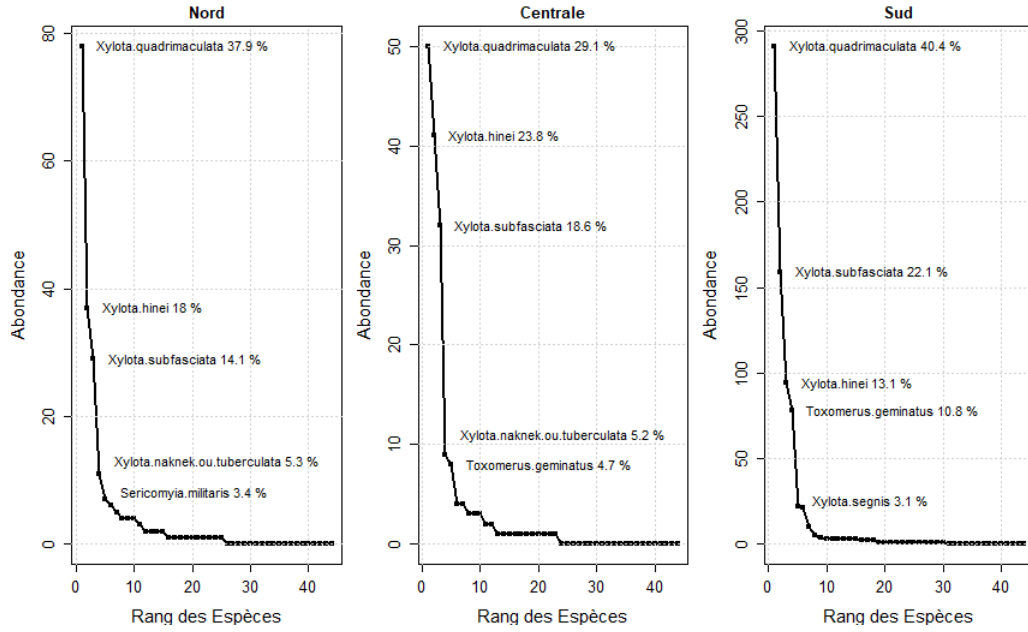 Nord
Abondance
80
60
40
20
0
Xylota.quadrimaculata 37.9 %
Xylota.hinei 18 %
Xylota.subfasciata 14.1 %
Xylota.naknek.ou.tuberculata 5.3 %
Sericomyia.militaris 3.4 %
0 10 20 30 40
Rang des Espèces
Centrale
Abondance
50
40
30
20
10
0
Xylota.quadrimaculata 29.1 %
Xylota.hinei 23.8 %
Xylota.subfasciata 18.6 %
Xylota.naknek.ou.tuberculata 5.2 %
Toxomerus.geminatus 4.7 %
0 10 20 30 40
Rang des Espèces
Sud
Abondance
300
250
200
150
100
50
0
Xylota.quadrimaculata 40.4 %
Xylota.subfasciata 22.1 %
Xylota.hinei 13.1 %
Toxomerus.geminatus 10.8 %
Xylota.segnis 3.1 %
0 10 20 30 40
Rang des Espèces